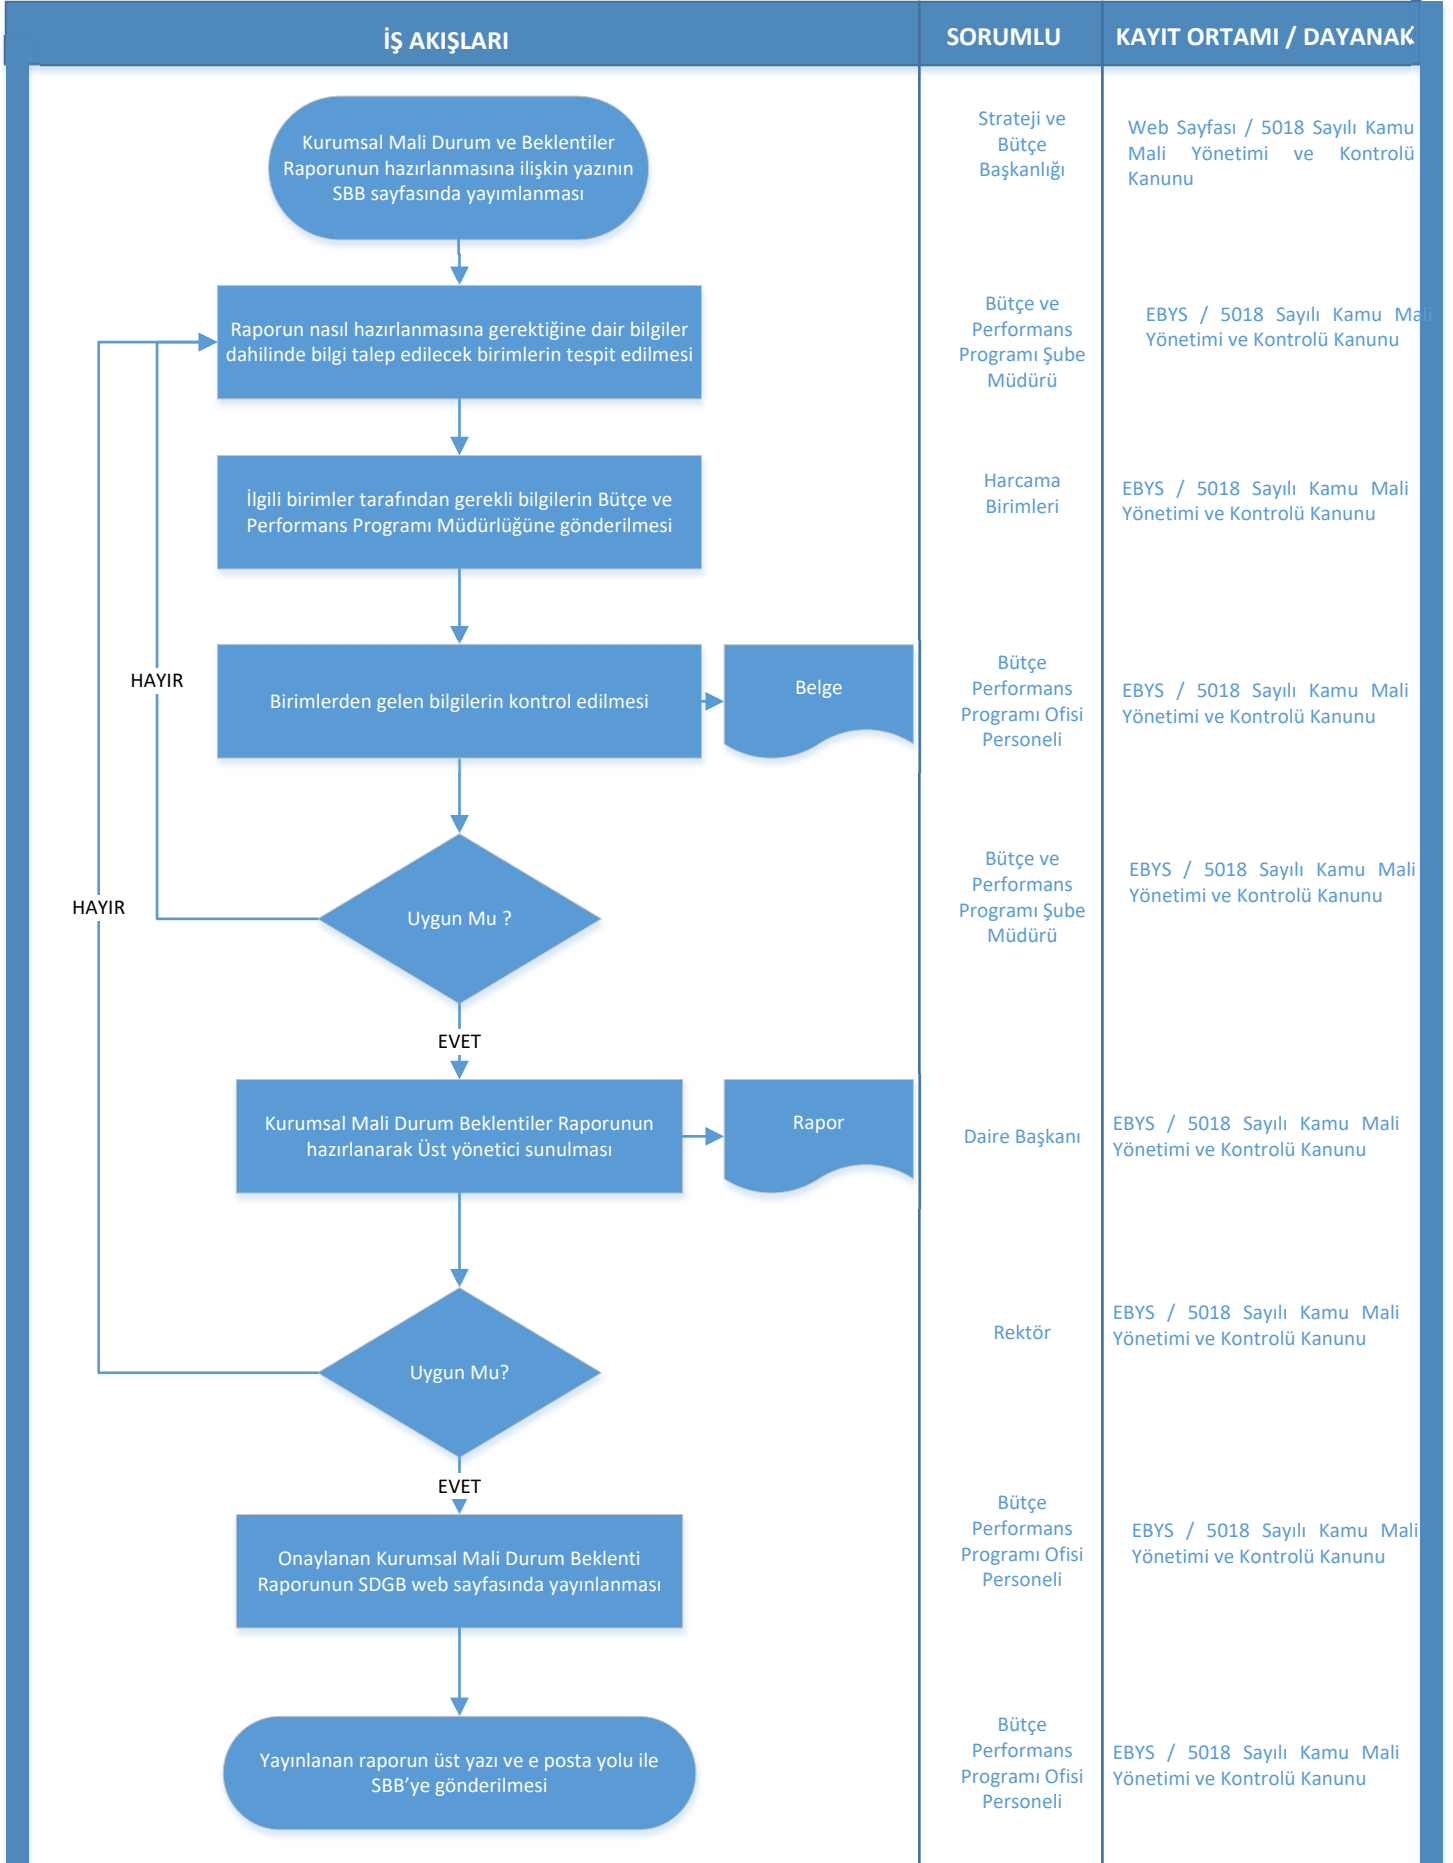 İŞ AKIŞLARI
SORUMLU
KAYIT ORTAMI / DAYANAK
Kurumsal Mali Durum ve Beklentiler
Raporunun hazırlanmasına ilişkin yazının
SBB sayfasında yayımlanması
Strateji ve
Bütçe
Başkanlığı
Web Sayfası / 5018 Sayılı Kamu
Mali Yönetimi ve Kontrolü
Kanunu
Raporun nasıl hazırlanmasına gerektiğine dair bilgiler
dahilinde bilgi talep edilecek birimlerin tespit edilmesi
Bütçe ve
Performans
Programı Şube
Müdürü
EBYS / 5018 Sayılı Kamu Mali
Yönetimi ve Kontrolü Kanunu
İlgili birimler tarafından gerekli bilgilerin Bütçe ve
Performans Programı Müdürlüğüne gönderilmesi
Harcama
Birimleri
EBYS / 5018 Sayılı Kamu Mali
Yönetimi ve Kontrolü Kanunu
HAYIR
Birimlerden gelen bilgilerin kontrol edilmesi
Belge
Bütçe
Performans
Programı Ofisi
Personeli
EBYS / 5018 Sayılı Kamu Mali
Yönetimi ve Kontrolü Kanunu
HAYIR
Uygun Mu ?
Bütçe ve
Performans
Programı Şube
Müdürü
EBYS / 5018 Sayılı Kamu Mali
Yönetimi ve Kontrolü Kanunu
EVET
Kurumsal Mali Durum Beklentiler Raporunun
hazırlanarak Üst yönetici sunulması
Rapor
Daire Başkanı
EBYS / 5018 Sayılı Kamu Mali
Yönetimi ve Kontrolü Kanunu
Uygun Mu?
Rektör
EBYS / 5018 Sayılı Kamu Mali
Yönetimi ve Kontrolü Kanunu
EVET
Onaylanan Kurumsal Mali Durum Beklenti
Raporunun SDGB web sayfasında yayınlanması
Bütçe
Performans
Programı Ofisi
Personeli
EBYS / 5018 Sayılı Kamu Mali
Yönetimi ve Kontrolü Kanunu
Yayınlanan raporun üst yazı ve e posta yolu ile
SBB’ye gönderilmesi
Bütçe
Performans
Programı Ofisi
Personeli
EBYS / 5018 Sayılı Kamu Mali
Yönetimi ve Kontrolü Kanunu